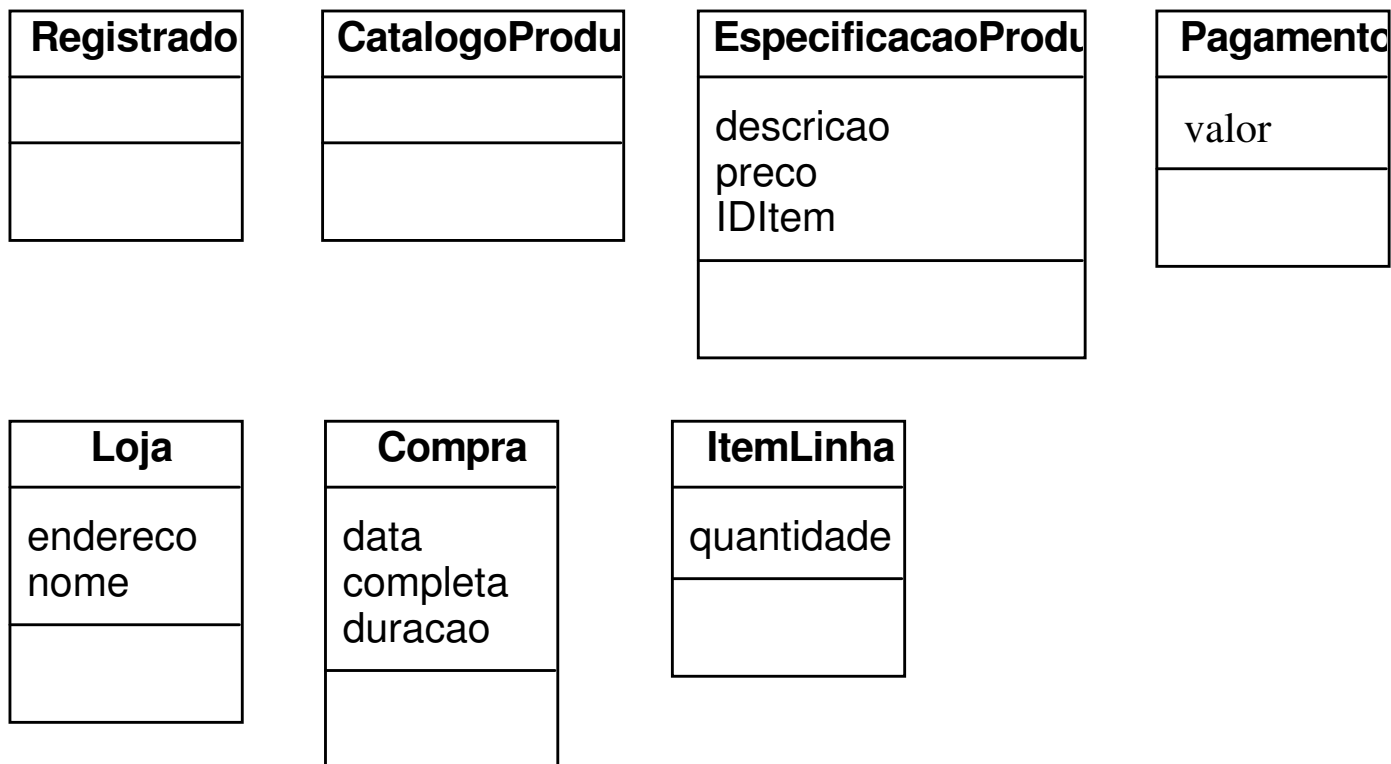 Registrado
CatalogoProdu
EspecificacaoProdu
Pagamento
descricao
preco
IDItem
valor
Loja
Compra
ItemLinha
endereco
nome
data
completa
duracao
quantidade